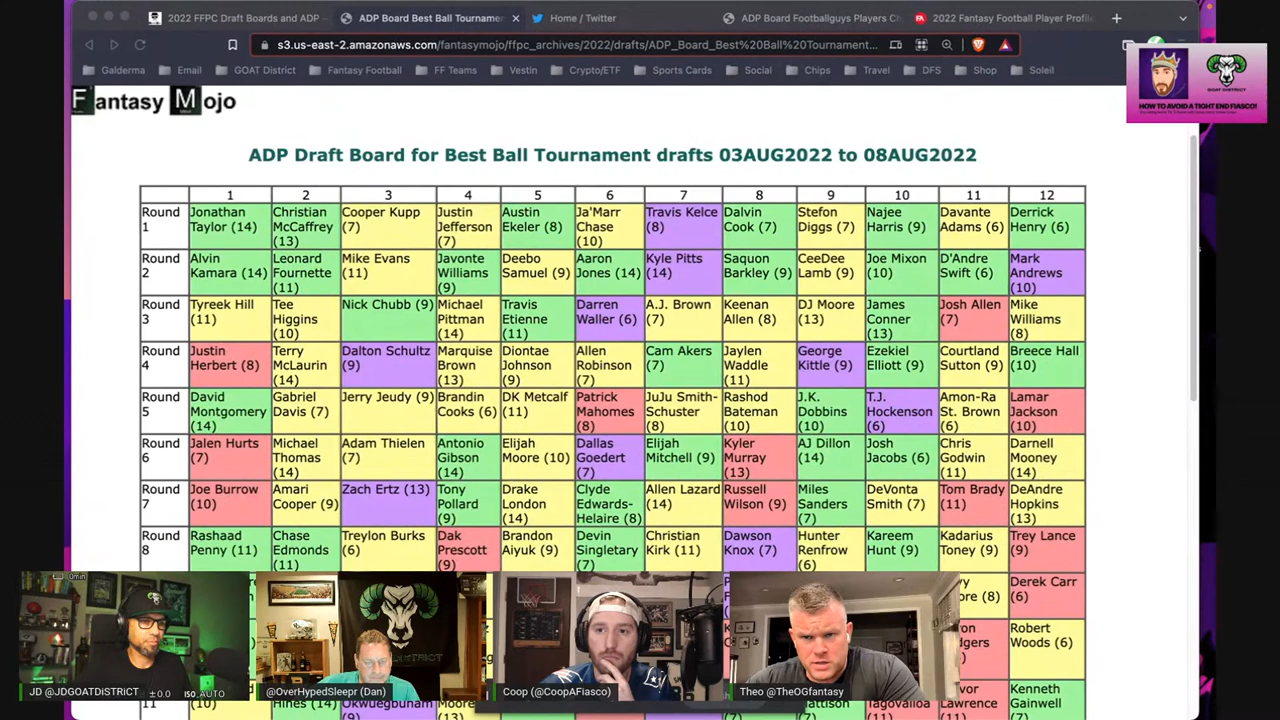 2022 FFPC Draft Boards and ADP -
ADP Board Best Ball Tournamen
Home / Twitter
ADP Board Footballguys Players Ch
2022 Fantasy Football Player Profile
s3.us-east-2.amazonaws.com/fantasymojo/ffpc_archives/2022/drafts/ADP_Board_Best%20Ball%20Tournament...
Galderma Email GOAT District Fantasy Football FF Teams Vestin Crypto/ETF Sports Cards Social Chips Travel DFS Shop Soleil
GOAT DISTRICT
HOW TO AVOID A TIGHT END FIASCO!
Fantasy Mojo
ADP Draft Board for Best Ball Tournament drafts 03AUG2022 to 08AUG2022
1 2 3 4 5 6 7 8 9 10 11 12
Round 1 Jonathan Taylor (14) Christian McCaffrey (13) Cooper Kupp (7) Justin Jefferson (7) Austin Ekeler (8) Ja'Marr Chase (10) Travis Kelce (8) Dalvin Cook (7) Stefon Diggs (7) Najee Harris (9) Davante Adams (6) Derrick Henry (6)
Round 2 Alvin Kamara (14) Leonard Fournette (11) Mike Evans (11) Javonte Williams (9) Deebo Samuel (9) Aaron Jones (14) Kyle Pitts (14) Saquon Barkley (9) CeeDee Lamb (9) Joe Mixon (10) D'Andre Swift (6) Mark Andrews (10)
Round 3 Tyreek Hill (11) Tee Higgins (10) Nick Chubb (9) Michael Pittman (14) Travis Etienne (11) Darren Waller (6) A.J. Brown (7) Keenan Allen (8) DJ Moore (13) James Conner (13) Josh Allen (7) Mike Williams (8)
Round 4 Justin Herbert (8) Terry McLaurin (14) Dalton Schultz (9) Marquise Brown (13) Diontae Johnson (9) Allen Robinson (7) Cam Akers (7) Jaylen Waddle (11) George Kittle (9) Ezekiel Elliott (9) Courtland Sutton (9) Breece Hall (10)
Round 5 David Montgomery (14) Gabriel Davis (7) Jerry Jeudy (9) Brandin Cooks (6) DK Metcalf (11) Patrick Mahomes (8) JuJu Smith-Schuster (8) Rashod Bateman (10) J.K. Dobbins (10) T.J. Hockenson (6) Amon-Ra St. Brown (6) Lamar Jackson (10)
Round 6 Jalen Hurts (7) Michael Thomas (14) Adam Thielen (7) Antonio Gibson (14) Elijah Moore (10) Dallas Goedert (7) Elijah Mitchell (9) Kyler Murray (13) AJ Dillon (14) Josh Jacobs (6) Chris Godwin (11) Darnell Mooney (14)
Round 7 Joe Burrow (10) Amari Cooper (9) Zach Ertz (13) Tony Pollard (9) Drake London (14) Clyde Edwards-Helaire (8) Allen Lazard (14) Russell Wilson (9) Miles Sanders (7) DeVonta Smith (7) Tom Brady (11) DeAndre Hopkins (13)
Round 8 Rashaad Penny (11) Chase Edmonds (11) Treylon Burks (6) Dak Prescott (9) Brandon Aiyuk (9) Devin Singletary (7) Christian Kirk (11) Dawson Knox (7) Hunter Renfrow (6) Kareem Hunt (9) Kadarius Toney (9) Trey Lance (9)
Derek Carr (6)
Robert Woods (6)
Kenneth Gainwell (7)
JD @JDGOATDiSTRICT ±0.0 ISO AUTO
@OverHypedSleepr (Dan)
Coop (@CoopAFiasco)
Theo @TheOGfantasy